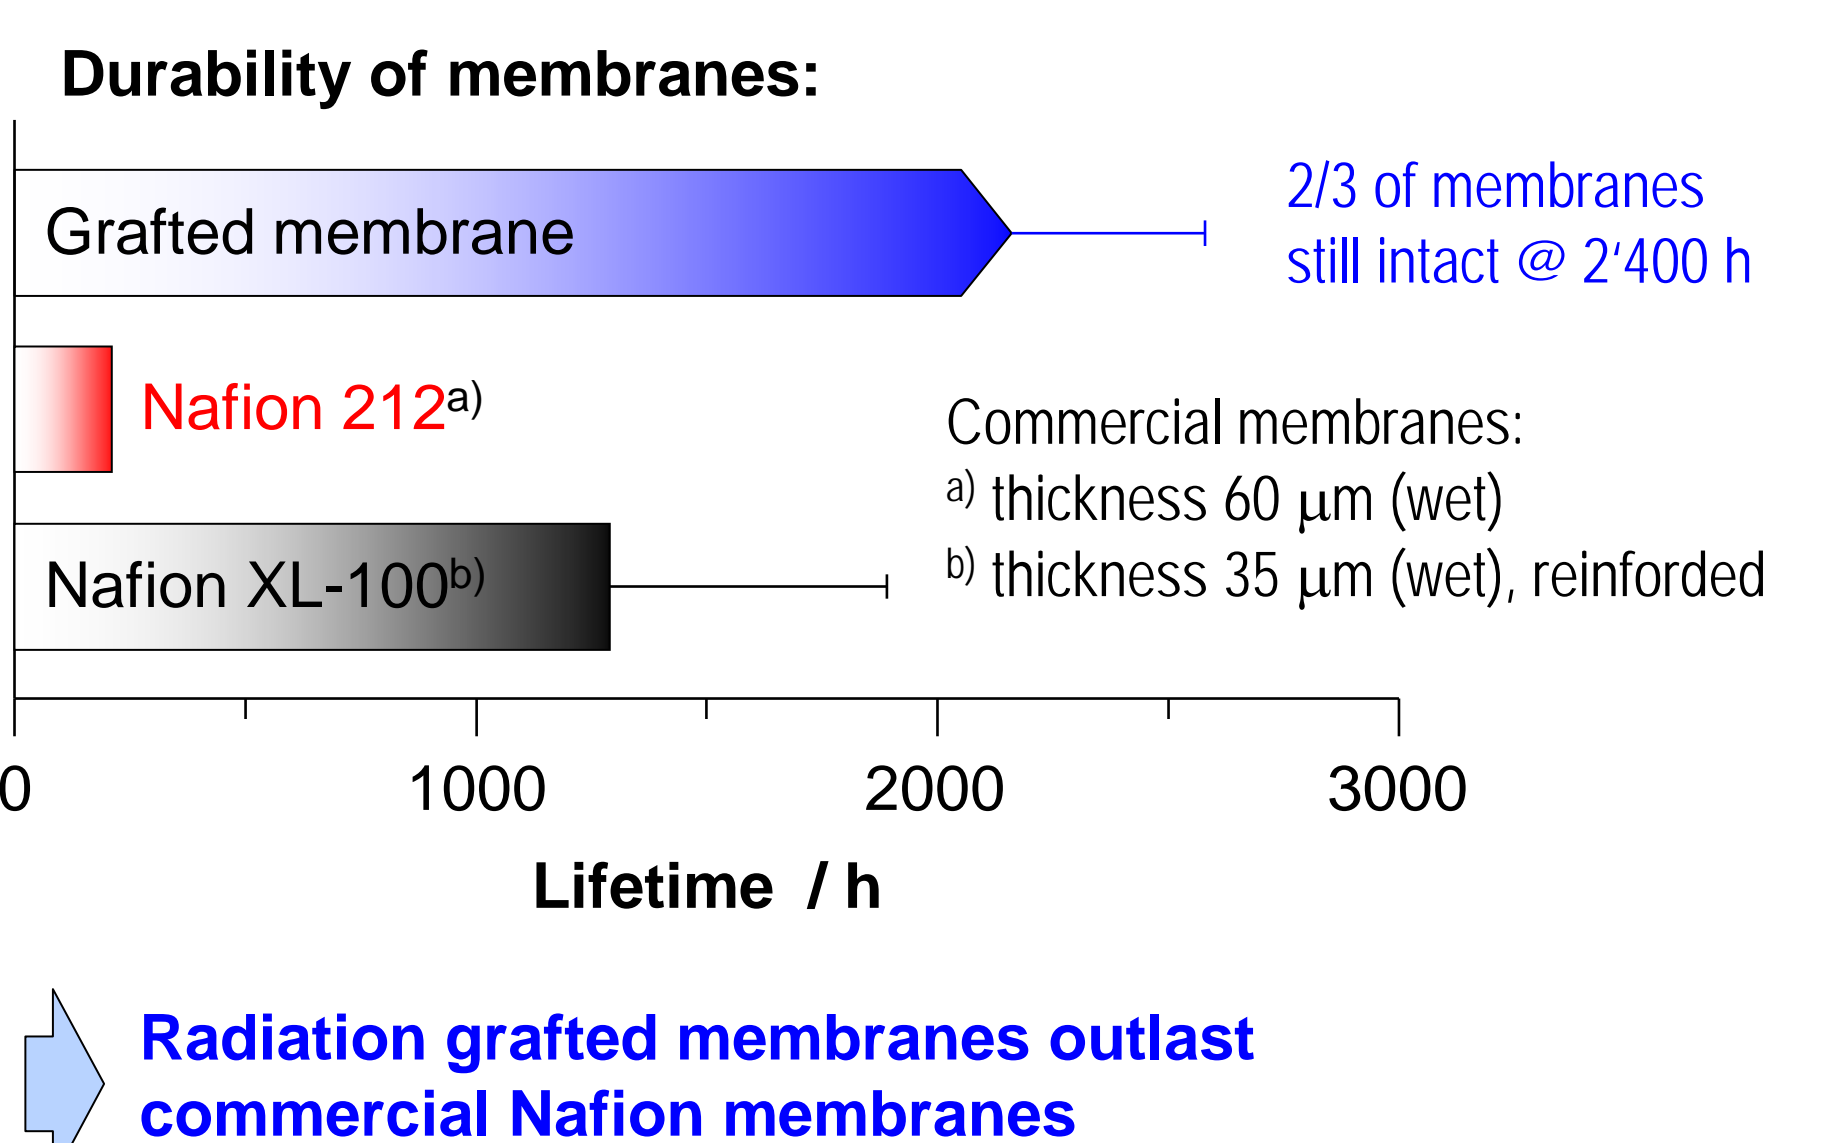 Durability of membranes:
Grafted membrane
2/3 of membranes
still intact @ 2‘400 h
Nafion 212a)
Commercial membranes:
a) thickness 60 μm (wet)
b) thickness 35 μm (wet), reinforded
Nafion XL-100b)
0 1000 2000 3000
Lifetime / h
Radiation grafted membranes outlast
commercial Nafion membranes